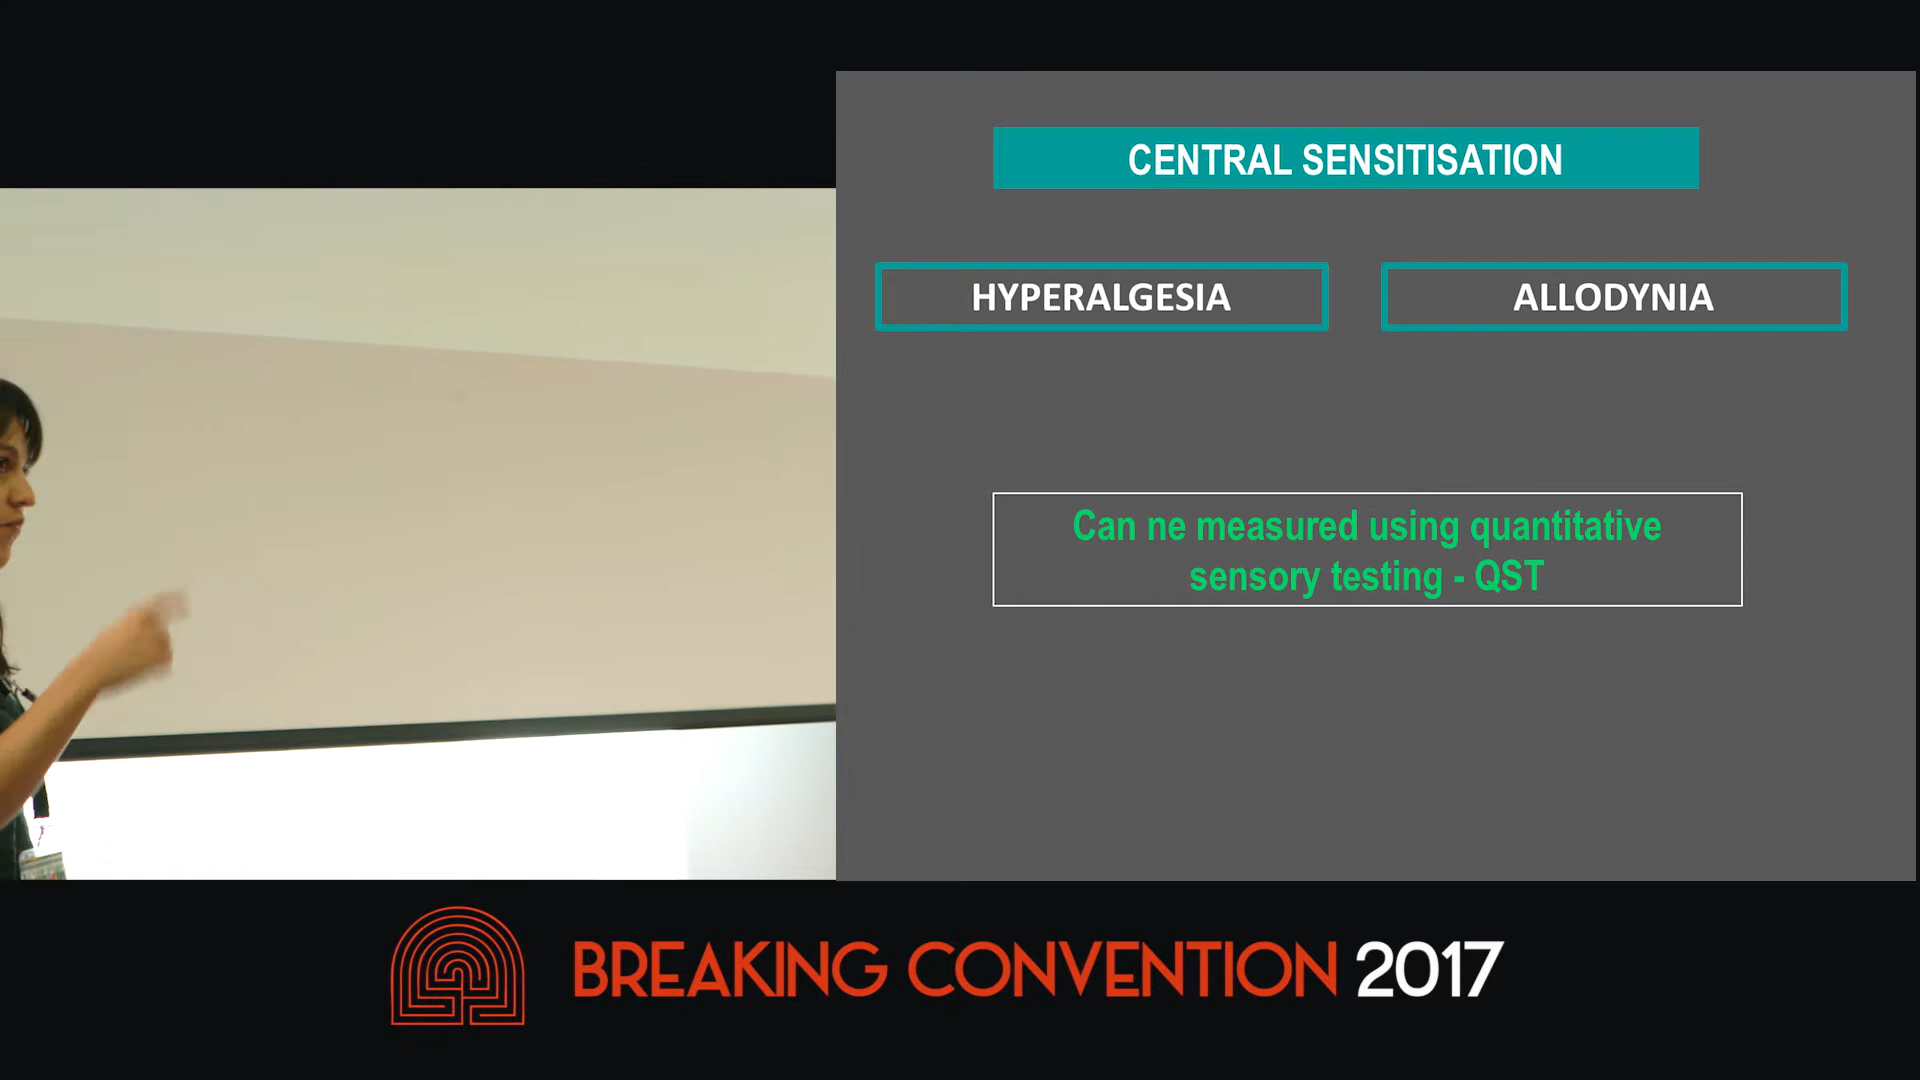 CENTRAL SENSITISATION
HYPERALGESIA
ALLODYNIA
Can ne measured using quantitative
sensory testing - QST
BREAKING CONVENTION 2017